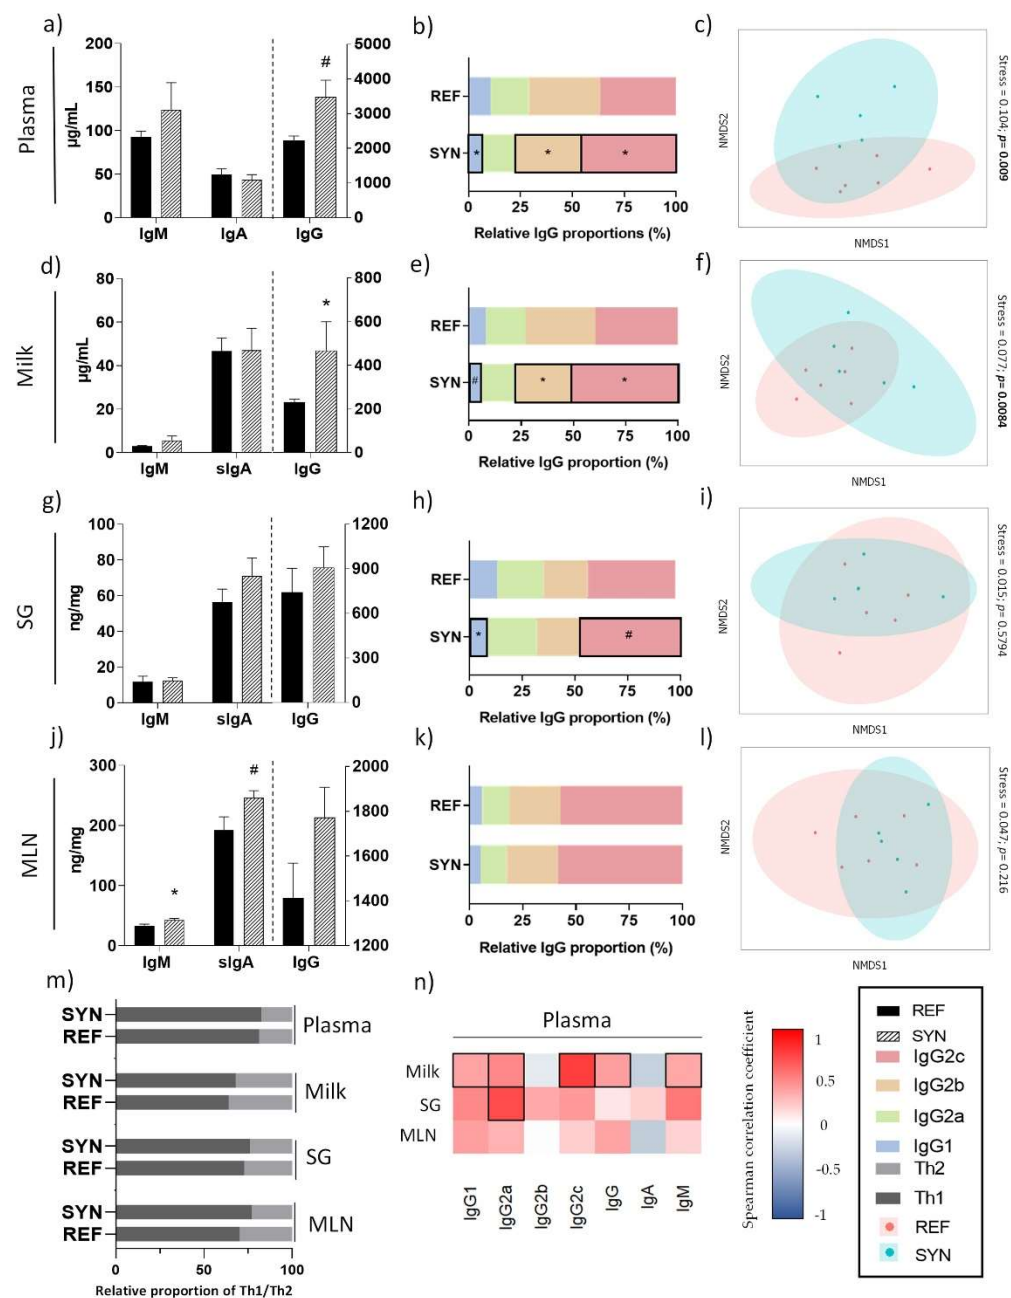 a)
b)
c)
Plasma
µg/mL
200
150
100
50
0
5000
4000
3000
2000
1000
0
#
IgM
IgA
IgG
REF
SYN
*
*
*
0
25
50
75
100
Relative IgG proportions (%)
NMDS2
NMDS1
Stress = 0.104; p= 0.009
d)
e)
f)
Milk
µg/mL
80
60
40
20
0
800
600
400
200
0
*
IgM
sIgA
IgG
REF
SYN
#
*
*
0
25
50
75
100
Relative IgG proportion (%)
NMDS2
NMDS1
Stress = 0.077; p= 0.0084
g)
h)
i)
SG
ng/mg
100
80
60
40
20
0
1200
900
600
300
0
IgM
sIgA
IgG
REF
SYN
*
#
0
25
50
75
100
Relative IgG proportion (%)
NMDS2
NMDS1
Stress = 0.015; p= 0.5794
j)
k)
l)
MLN
ng/mg
300
200
100
0
2000
1800
1600
1400
1200
*
#
IgM
sIgA
IgG
REF
SYN
0
25
50
75
100
Relative IgG proportion (%)
NMDS2
NMDS1
Stress = 0.047; p= 0.216
m)
SYN
REF
Plasma
SYN
REF
Milk
SYN
REF
SG
SYN
REF
MLN
0
50
100
Relative proportion of Th1/Th2
n)
Plasma
Milk
SG
MLN
IgG1
IgG2a
IgG2b
IgG2c
IgG
IgA
IgM
Spearman correlation coefficient
1
0.5
0
-0.5
-1
REF
SYN
IgG2c
IgG2b
IgG2a
IgG1
Th2
Th1
REF
SYN